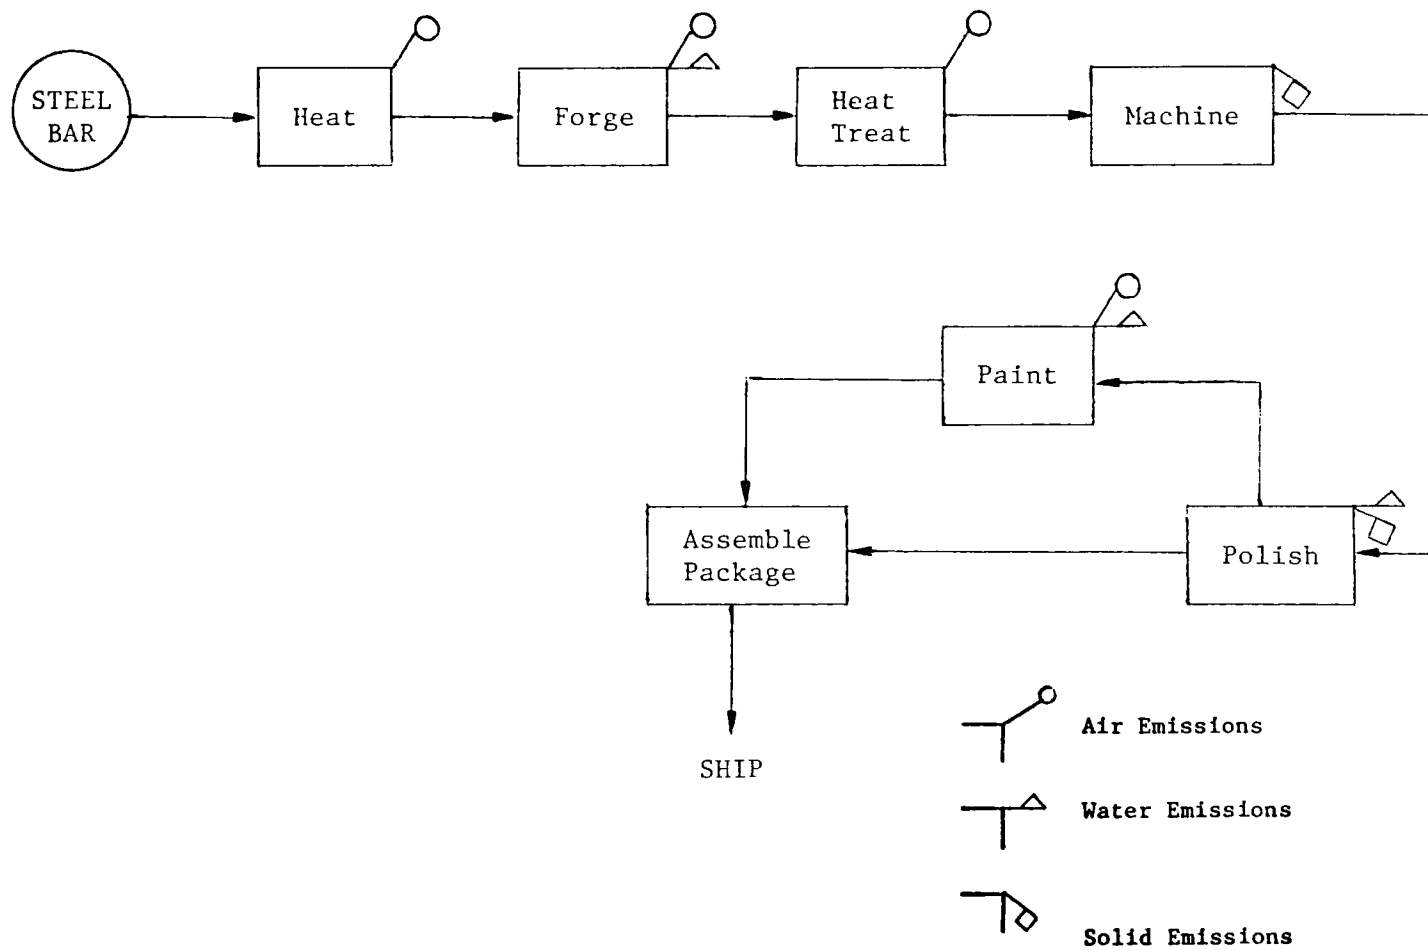 STEEL
BAR
Heat
Forge
Heat
Treat
Machine
Paint
Assemble
Package
Polish
SHIP
Air Emissions
Water Emissions
Solid Emissions